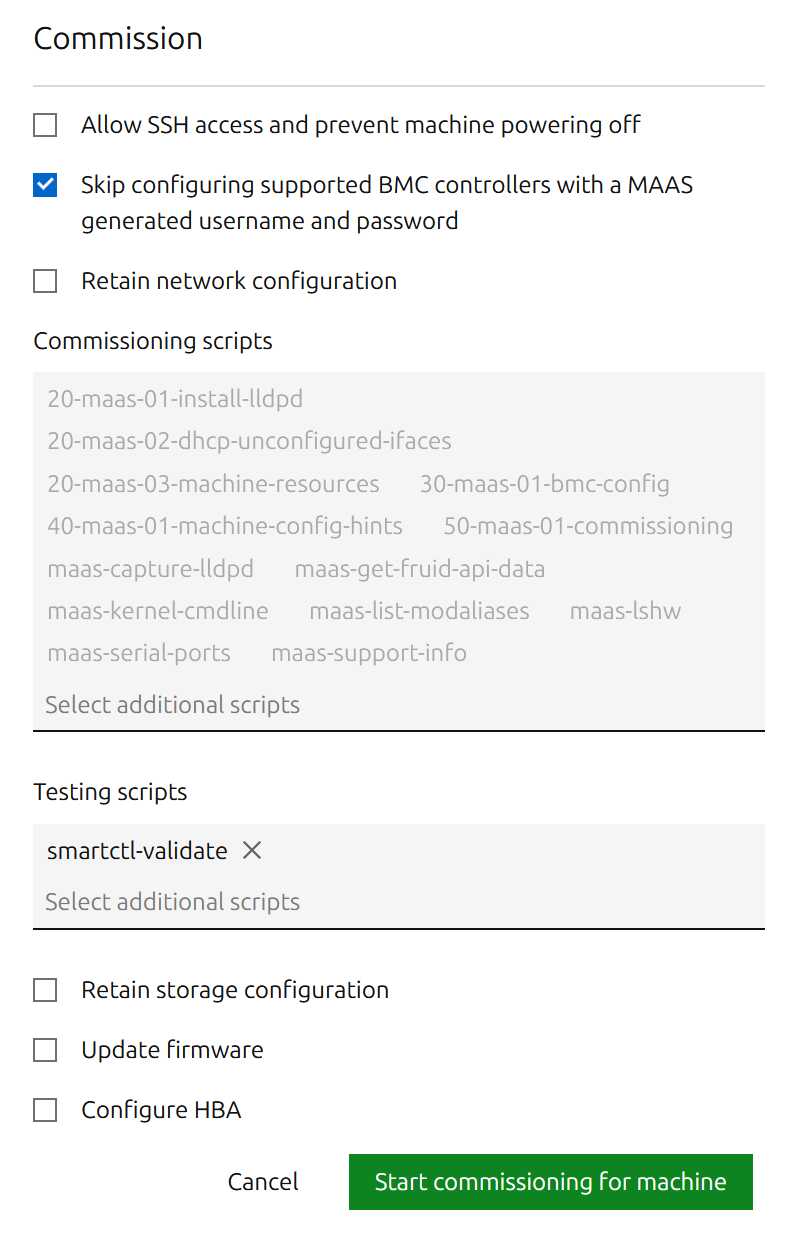 Commission
Allow SSH access and prevent machine powering off
Skip configuring supported BMC controllers with a MAAS
generated username and password
Retain network configuration
Commissioning scripts
20-maas-01-install-lldpd
20-maas-02-dhcp-unconfigured-ifaces
20-maas-03-machine-resources 30-maas-01-bmc-config
40-maas-01-machine-config-hints 50-maas-01-commissioning
maas-capture-lldpd maas-get-fruid-api-data
maas-kernel-cmdline maas-list-modaliases maas-lshw
maas-serial-ports maas-support-info
Select additional scripts
Testing scripts
smartctl-validate
Select additional scripts
Retain storage configuration
Update firmware
Configure HBA
Cancel Start commissioning for machine